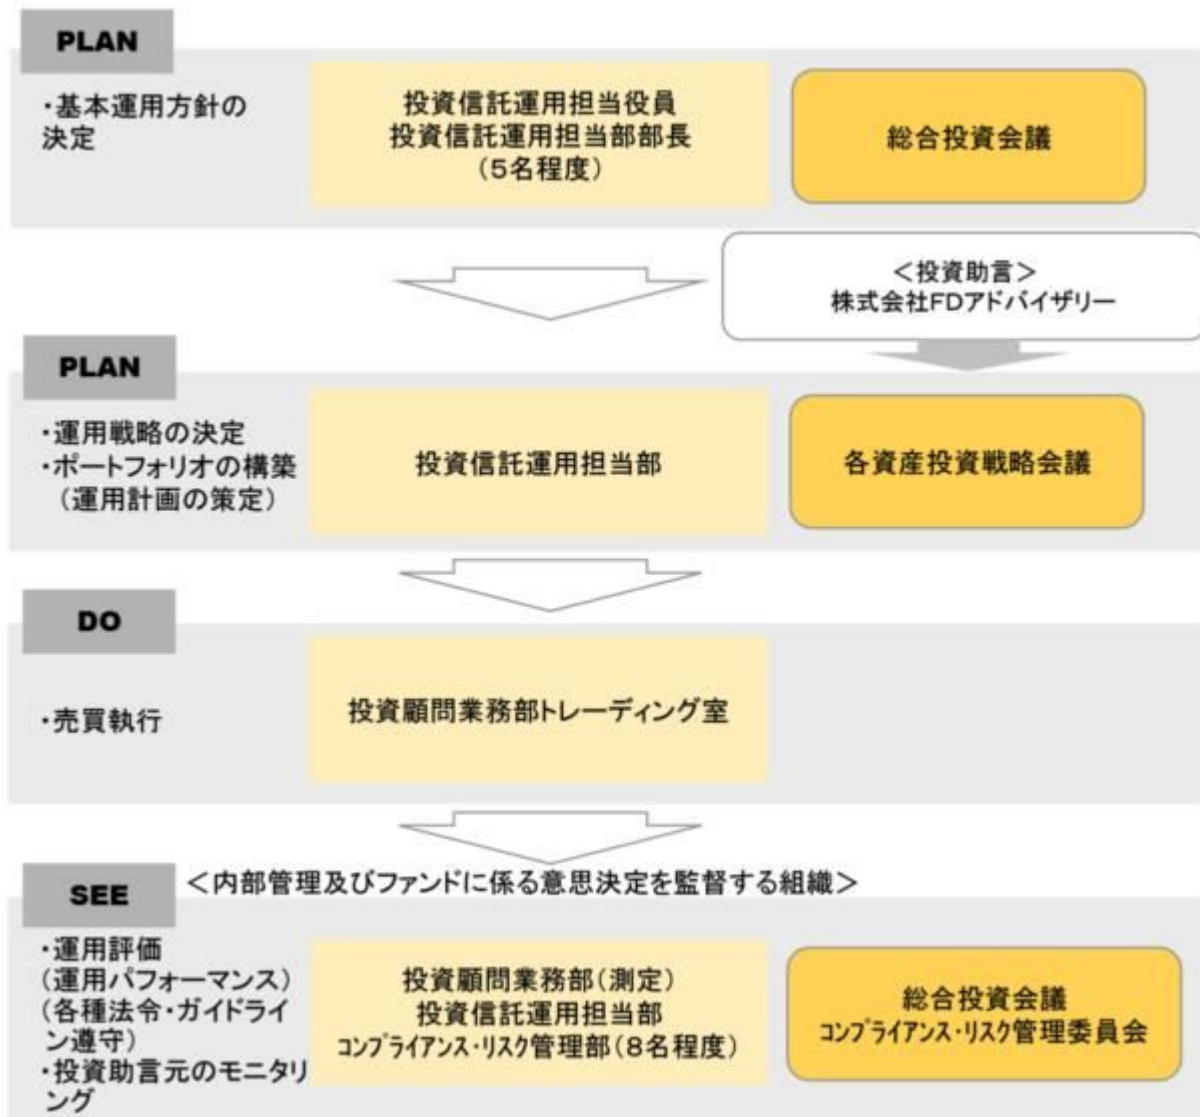 PLAN
・基本運用方針の
決定
投資信託運用担当役員
投資信託運用担当部部長
(5名程度)
総合投資会議
＜投資助言＞
株式会社FDアドバイザリー
PLAN
・運用戦略の決定
・ポートフォリオの構築
(運用計画の策定)
投資信託運用担当部
各資産投資戦略会議
DO
・売買執行
投資顧問業務部トレーディング室
SEE
＜内部管理及びファンドに係る意思決定を監督する組織＞
・運用評価
(運用パフォーマンス)
(各種法令・ガイドライ
ン遵守)
・投資助言元のモニタリ
ング
投資顧問業務部(測定)
投資信託運用担当部
ｺﾝﾌﾟﾗｲｱﾝｽ・ﾘｽｸ管理部(8名程度)
総合投資会議
ｺﾝﾌﾟﾗｲｱﾝｽ・ﾘｽｸ管理委員会